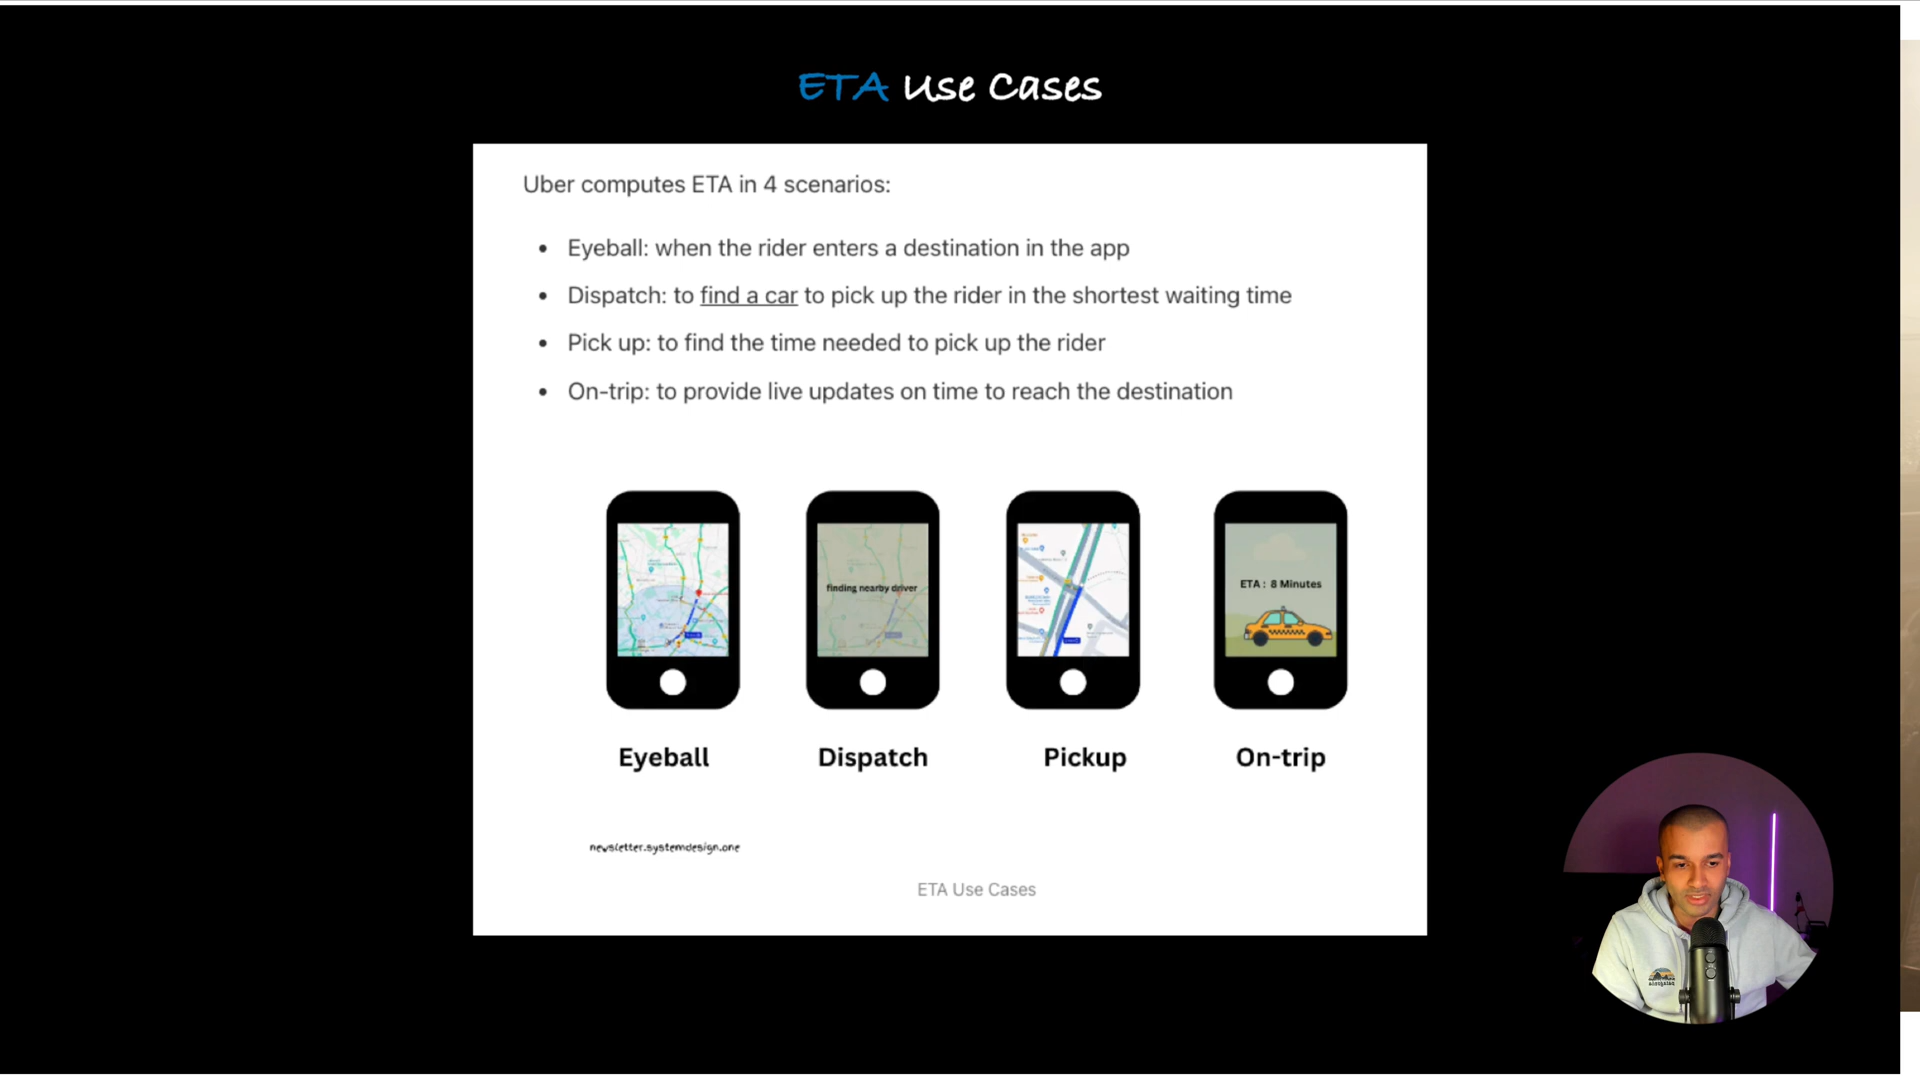 ETA Use Cases
Uber computes ETA in 4 scenarios:
• Eyeball: when the rider enters a destination in the app
• Dispatch: to find a car to pick up the rider in the shortest waiting time
• Pick up: to find the time needed to pick up the rider
• On-trip: to provide live updates on time to reach the destination
finding nearby driver
ETA : 8 Minutes
Eyeball
Dispatch
Pickup
On-trip
newsletter.systemdesign.one
ETA Use Cases